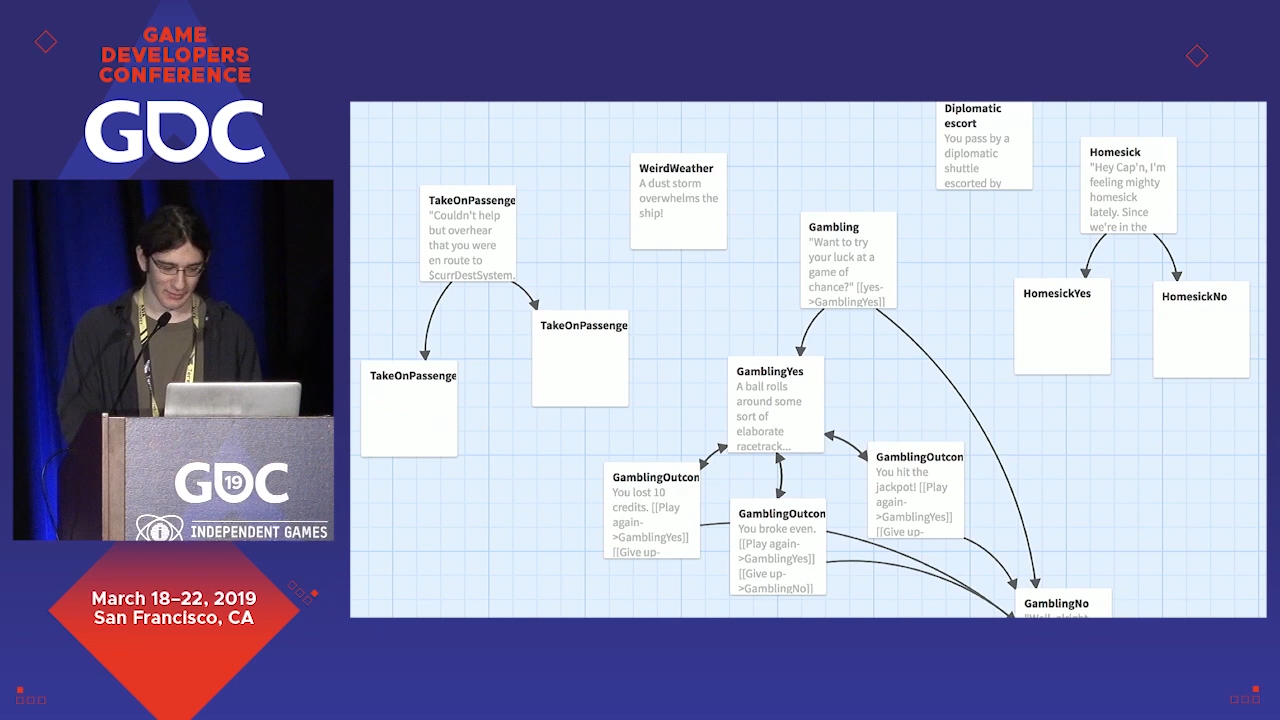 GAME
DEVELOPERS
CONFERENCE
GDC
GDC
19
INDEPENDENT GAMES
March 18–22, 2019
San Francisco, CA
TakeOnPassenge
"Couldn't help
but overhear
that you were
en route to
$currDestSystem.
TakeOnPassenge
TakeOnPassenge
WeirdWeather
A dust storm
overwhelms the
ship!
Diplomatic
escort
You pass by a
diplomatic
shuttle
escorted by
Homesick
"Hey Cap'n, I'm
feeling mighty
homesick
lately. Since
we're in the
HomesickYes
HomesickNo
Gambling
"Want to try
your luck at a
game of
chance?" [[yes-
>GamblingYes]]
GamblingYes
A ball rolls
around some
sort of
elaborate
racetrack...
GamblingOutcon
You lost 10
credits. [[Play
again-
>GamblingYes]]
[[Give up-
GamblingOutcon
You broke even.
[[Play again-
>GamblingYes]]
[[Give up-
>GamblingNo]]
GamblingOutcon
You hit the
jackpot! [[Play
again-
>GamblingYes]]
[[Give up-
GamblingNo
"Well, alright